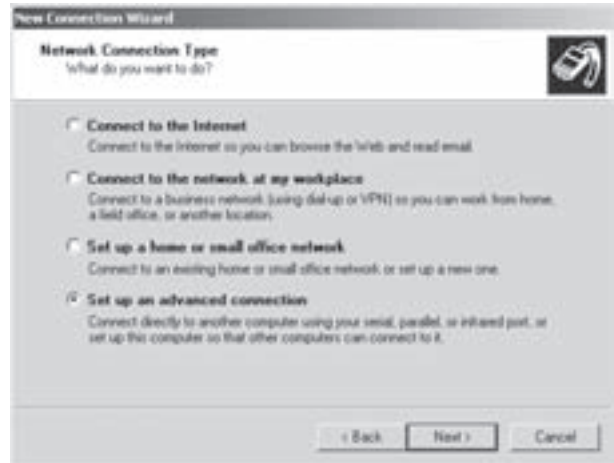 New Connection Wizard
Network Connection Type
What do you want to do?
Connect to the Internet
Connect to the Internet so you can browse the Web and read email.
Connect to the network at my workplace
Connect to a business network (using dial-up or VPN) so you can work from home,
a field office, or another location.
Set up a home or small office network
Connect to an existing home or small office network or set up a new one.
Set up an advanced connection
Connect directly to another computer using your serial, parallel, or infrared port, or
set up this computer so that other computers can connect to it.
< Back
Next >
Cancel